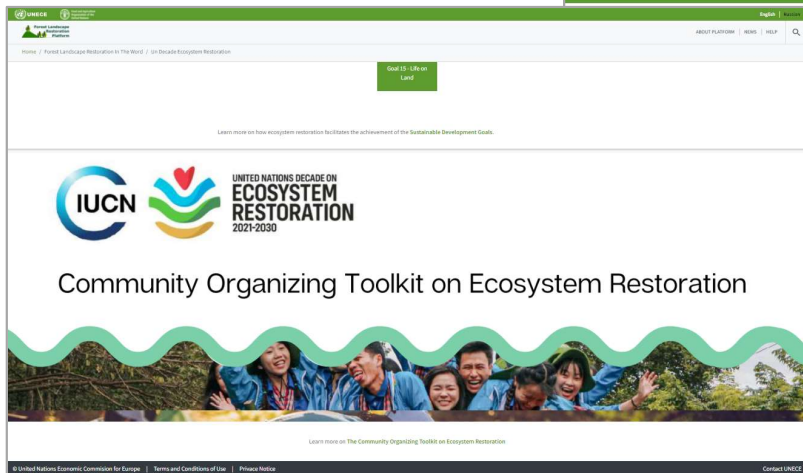 UNECE
English | Russian
Forest Landscape
Restoration
Platform
ABOUT PLATFORM | NEWS | HELP
Home / Forest Landscape Restoration In The Word / Un Decade Ecosystem Restoration
Goal 15 - Life on
Land
Learn more on how ecosystem restoration facilitates the achievement of the Sustainable Development Goals.
IUCN
UNITED NATIONS DECADE ON
ECOSYSTEM
RESTORATION
2021-2030
Community Organizing Toolkit on Ecosystem Restoration
Learn more on The Community Organizing Toolkit on Ecosystem Restoration
© United Nations Economic Commision for Europe | Terms and Conditions of Use | Privace Notice
Contact UNECE